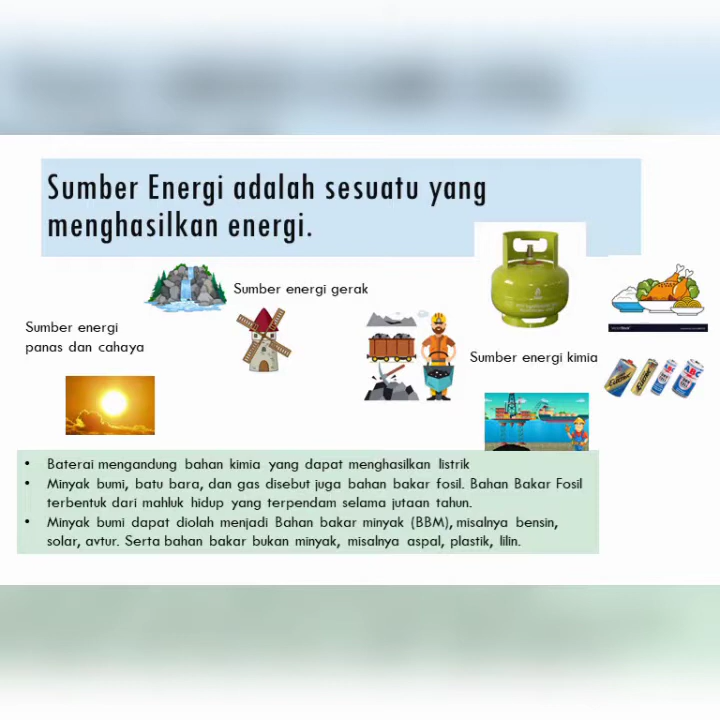 Sumber Energi adalah sesuatu yang
menghasilkan energi.
Sumber energi gerak
Sumber energi
panas dan cahaya
Sumber energi kimia
ABC
• Baterai mengandung bahan kimia yang dapat menghasilkan listrik
• Minyak bumi, batu bara, dan gas disebut juga bahan bakar fosil. Bahan Bakar Fosil
terbentuk dari mahluk hidup yang terpendam selama jutaan tahun.
• Minyak bumi dapat diolah menjadi Bahan bakar minyak (BBM), misalnya bensin,
solar, avtur. Serta bahan bakar bukan minyak, misalnya aspal, plastik, lilin.